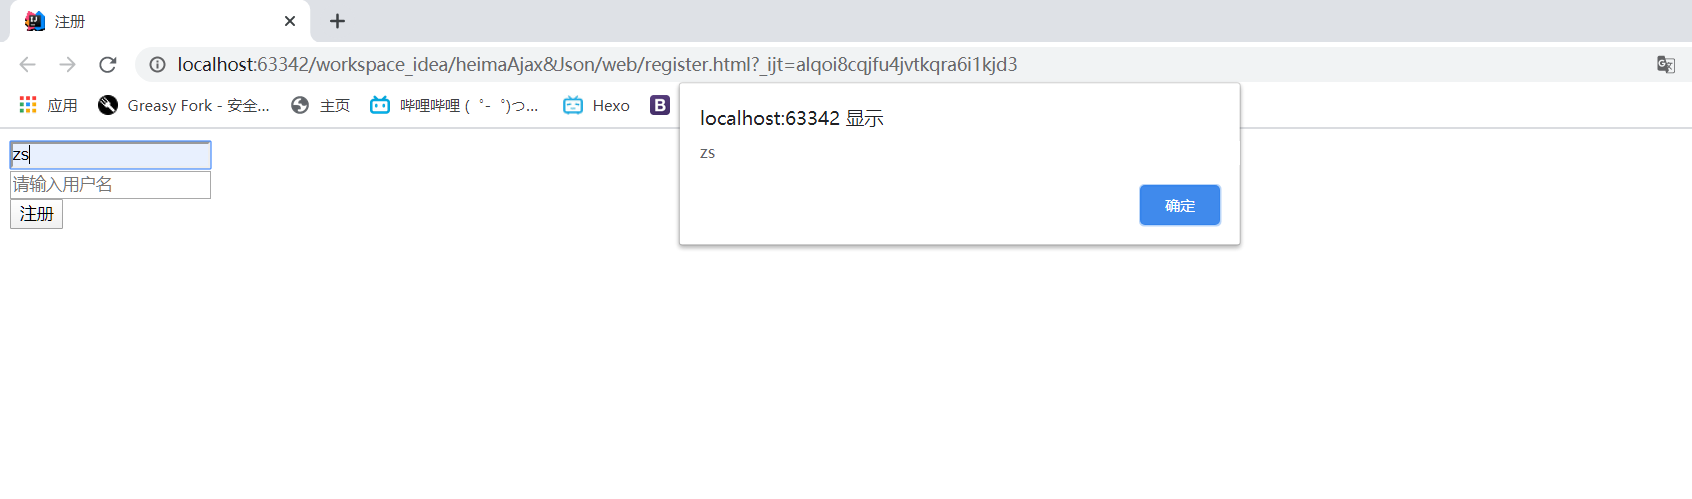 注册
localhost:63342/workspace_idea/heimaAjax&Json/web/register.html?_ijt=alqoi8cqjfu4jvtkqra6i1kjd3
应用 Greasy Fork - 安全... 主页 哔哩哔哩 ( ゜- ゜)つ... Hexo B
localhost:63342 显示
zs
确定
zs
请输入用户名
注册